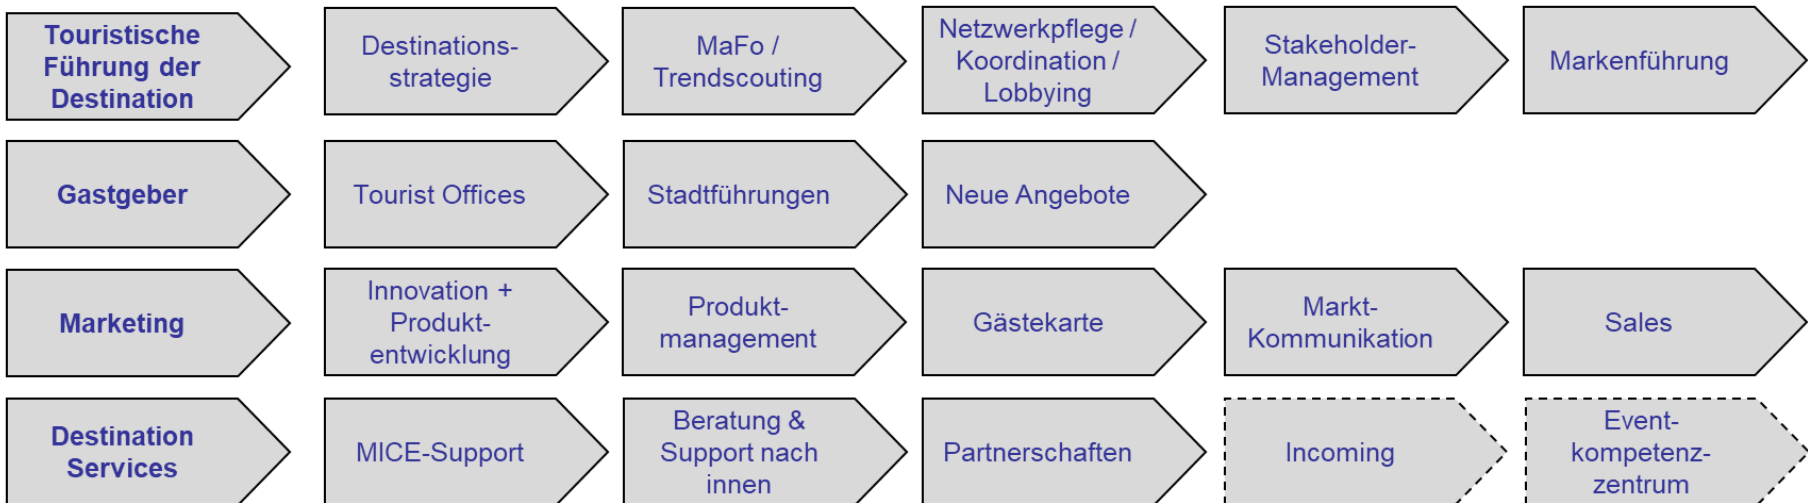 Touristische
Führung der
Destination
Destinations-
strategie
MaFo /
Trendscouting
Netzwerkpflege /
Koordination /
Lobbying
Stakeholder-
Management
Markenführung
Gastgeber
Tourist Offices
Stadtführungen
Neue Angebote
Marketing
Innovation +
Produkt-
entwicklung
Produkt-
management
Gästekarte
Markt-
Kommunikation
Sales
Destination
Services
MICE-Support
Beratung &
Support nach
innen
Partnerschaften
Incoming
Event-
kompetenz-
zentrum